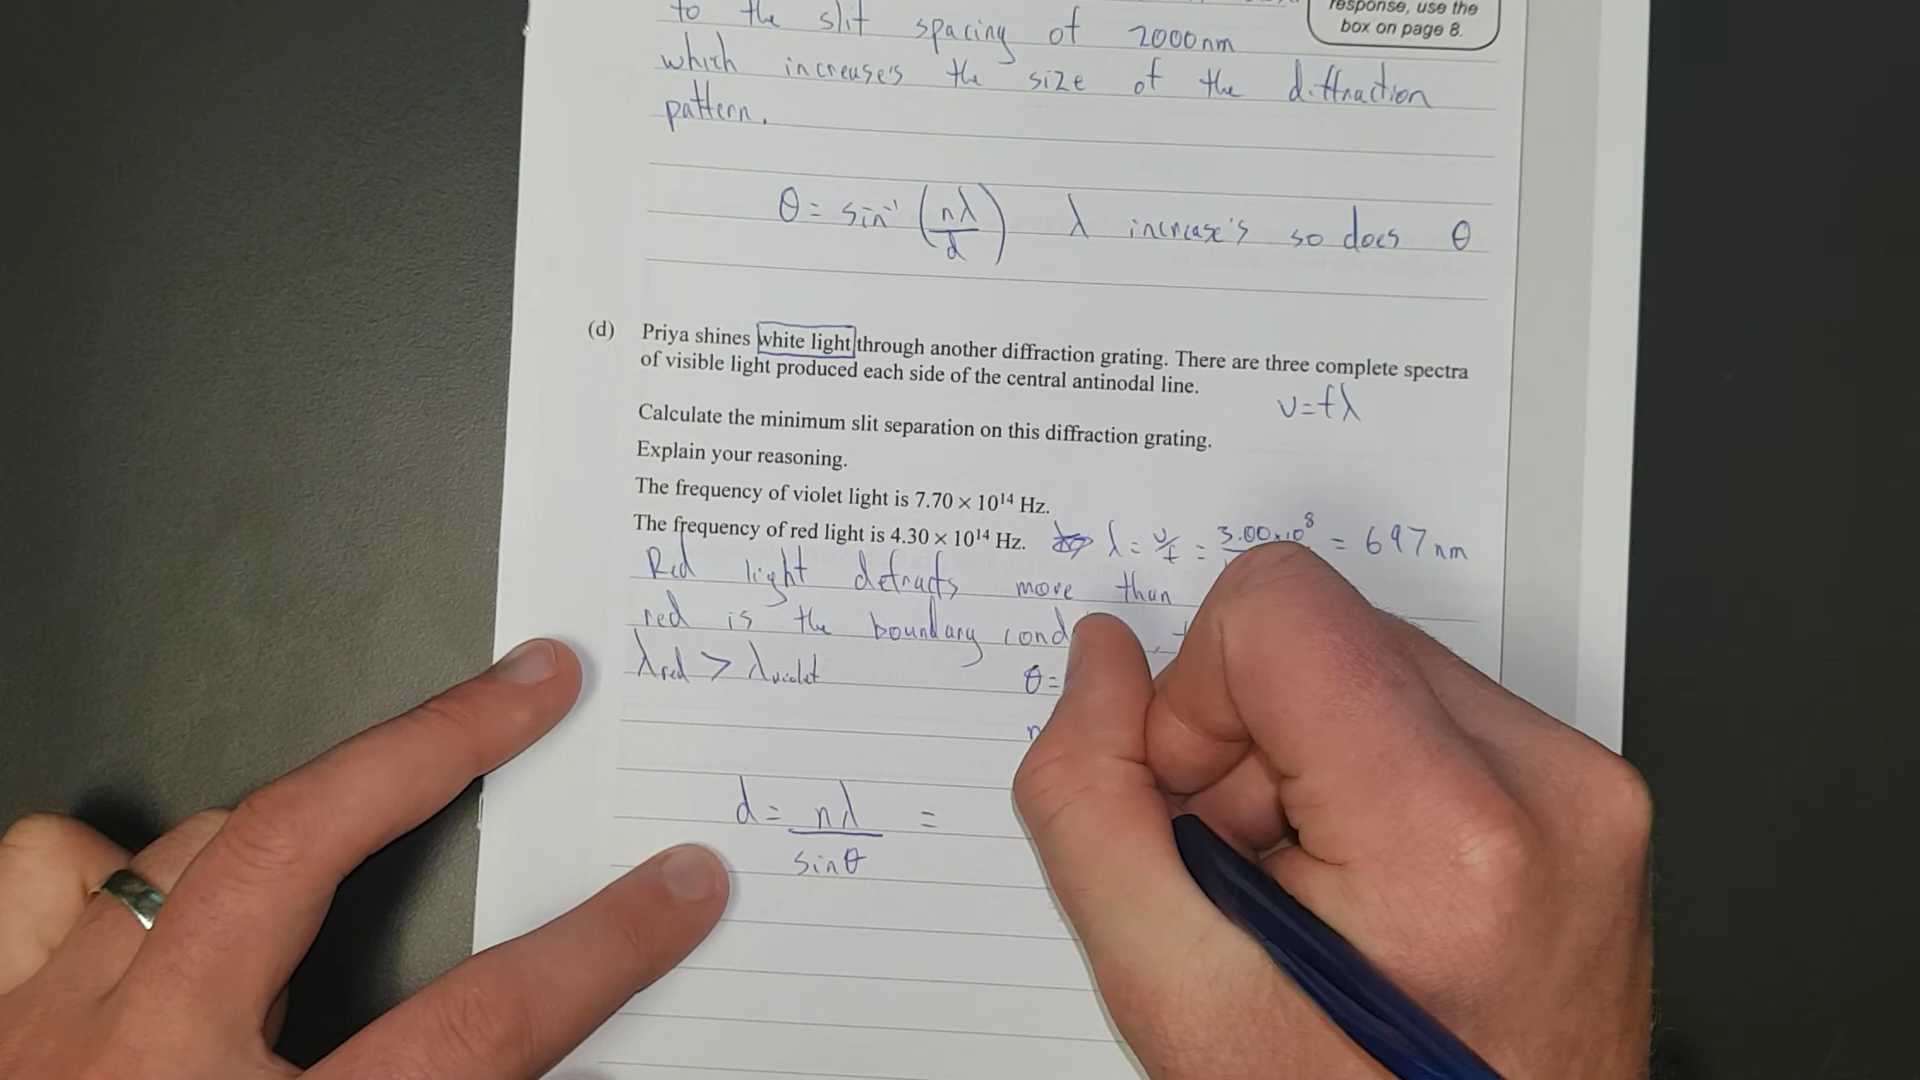 response, use the
box on page 8.
to the slit spacing of 2000nm
which increuse's the size of the diffraction
pattern.
θ = sin⁻¹ (nλ/d) λ increase's so does θ
(d) Priya shines white light through another diffraction grating. There are three complete spectra
of visible light produced each side of the central antinodal line.
v=fλ
Calculate the minimum slit separation on this diffraction grating.
Explain your reasoning.
The frequency of violet light is 7.70 × 10¹⁴ Hz.
The frequency of red light is 4.30 × 10¹⁴ Hz. λ = v/f = 3.00×10⁸ = 697 nm
Red light defracts more than
red is the boundary cond
λred > λviolet θ=
n
d = nλ/sinθ =